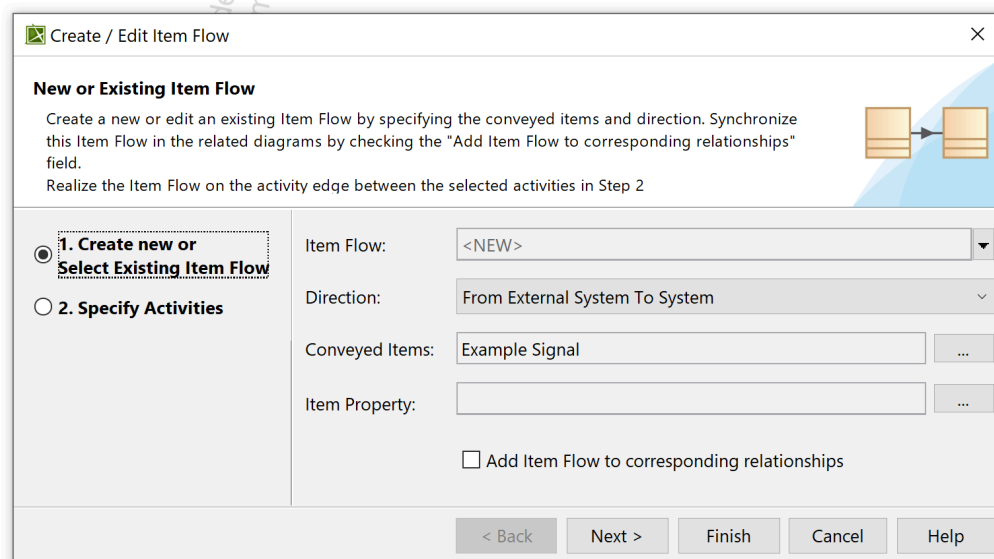 Create / Edit Item Flow
New or Existing Item Flow
Create a new or edit an existing Item Flow by specifying the conveyed items and direction. Synchronize
this Item Flow in the related diagrams by checking the "Add Item Flow to corresponding relationships"
field.
Realize the Item Flow on the activity edge between the selected activities in Step 2
1. Create new or
Select Existing Item Flow
2. Specify Activities
Item Flow: <NEW>
Direction: From External System To System
Conveyed Items: Example Signal ...
Item Property: ...
Add Item Flow to corresponding relationships
< Back Next > Finish Cancel Help